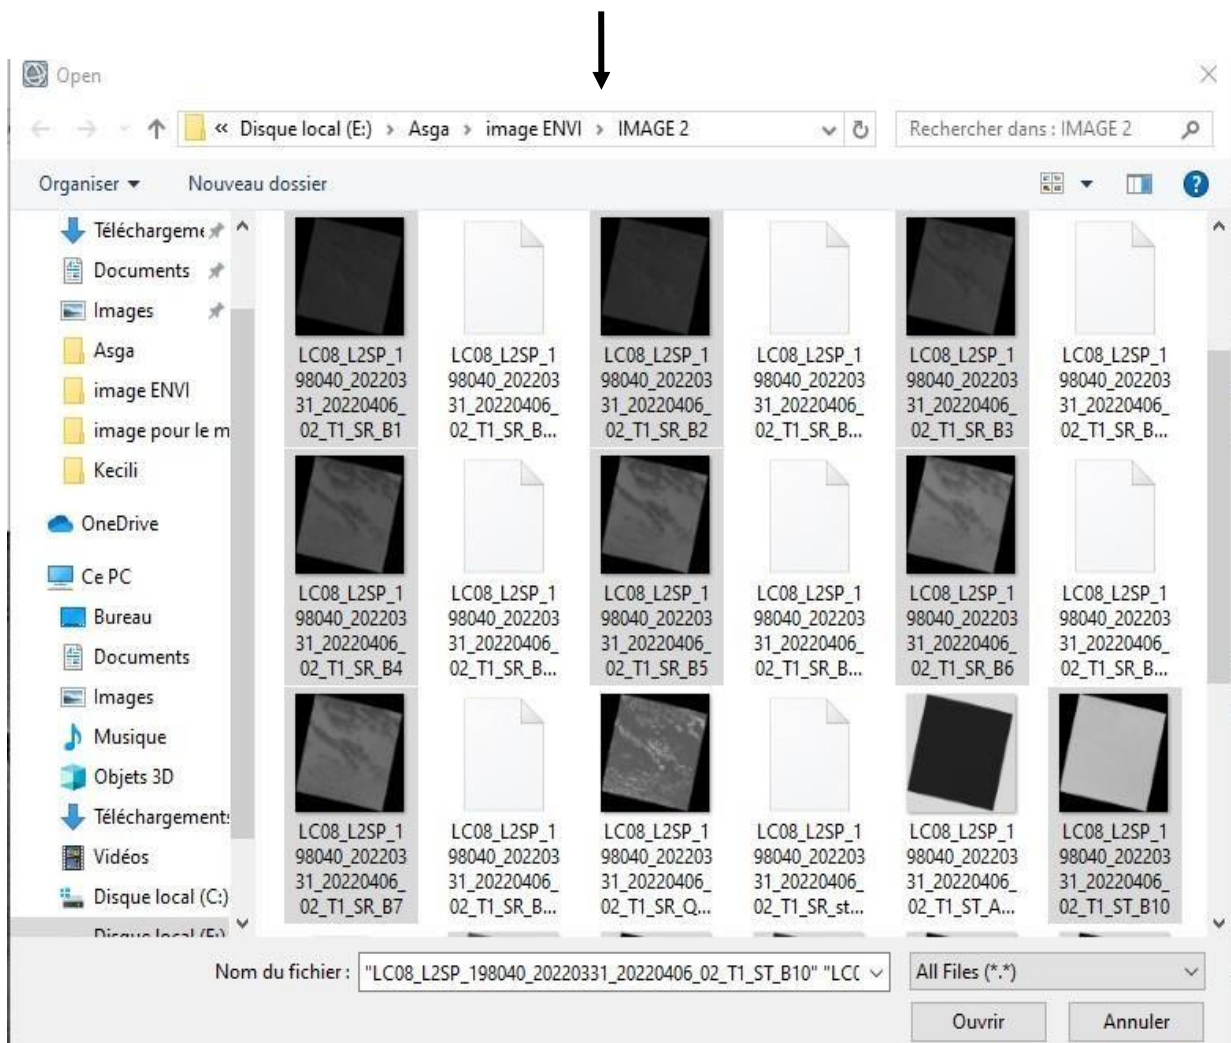 Open
« Disque local (E:) › Asga › image ENVI › IMAGE 2
Rechercher dans : IMAGE 2
Organiser
Nouveau dossier
Téléchargeme
Documents
Images
Asga
image ENVI
image pour le m
Kecili
OneDrive
Ce PC
Bureau
Documents
Images
Musique
Objets 3D
Téléchargements
Vidéos
Disque local (C:)
Disque local (E:)
LC08_L2SP_1 LC08_L2SP_1 LC08_L2SP_1 LC08_L2SP_1 LC08_L2SP_1 LC08_L2SP_1
98040_202203 98040_202203 98040_202203 98040_202203 98040_202203 98040_202203
31_20220406_ 31_20220406_ 31_20220406_ 31_20220406_ 31_20220406_ 31_20220406_
02_T1_SR_B1 02_T1_SR_B... 02_T1_SR_B2 02_T1_SR_B... 02_T1_SR_B3 02_T1_SR_B...
LC08_L2SP_1 LC08_L2SP_1 LC08_L2SP_1 LC08_L2SP_1 LC08_L2SP_1 LC08_L2SP_1
98040_202203 98040_202203 98040_202203 98040_202203 98040_202203 98040_202203
31_20220406_ 31_20220406_ 31_20220406_ 31_20220406_ 31_20220406_ 31_20220406_
02_T1_SR_B4 02_T1_SR_B... 02_T1_SR_B5 02_T1_SR_B... 02_T1_SR_B6 02_T1_SR_B...
LC08_L2SP_1 LC08_L2SP_1 LC08_L2SP_1 LC08_L2SP_1 LC08_L2SP_1 LC08_L2SP_1
98040_202203 98040_202203 98040_202203 98040_202203 98040_202203 98040_202203
31_20220406_ 31_20220406_ 31_20220406_ 31_20220406_ 31_20220406_ 31_20220406_
02_T1_SR_B7 02_T1_SR_B... 02_T1_SR_Q... 02_T1_SR_st... 02_T1_ST_A... 02_T1_ST_B10
Nom du fichier : "LC08_L2SP_198040_20220331_20220406_02_T1_ST_B10" "LC0
All Files (*.*)
Ouvrir
Annuler